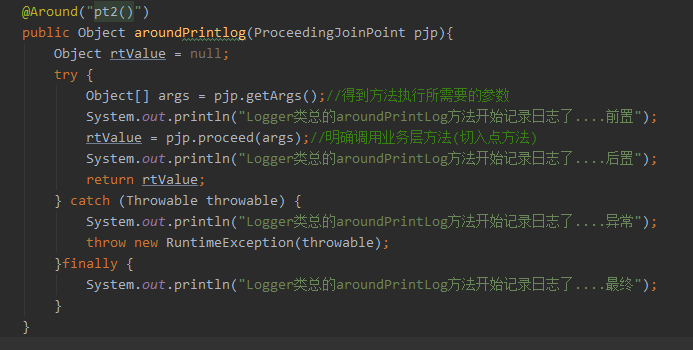 @Around("pt2()")
public Object aroundPrintlog(ProceedingJoinPoint pjp){
    Object rtValue = null;
    try {
        Object[] args = pjp.getArgs();//得到方法执行所需要的参数
        System.out.println("Logger类总的aroundPrintLog方法开始记录日志了....前置");
        rtValue = pjp.proceed(args);//明确调用业务层方法(切入点方法)
        System.out.println("Logger类总的aroundPrintLog方法开始记录日志了....后置");
        return rtValue;
    } catch (Throwable throwable) {
        System.out.println("Logger类总的aroundPrintLog方法开始记录日志了....异常");
        throw new RuntimeException(throwable);
    }finally {
        System.out.println("Logger类总的aroundPrintLog方法开始记录日志了....最终");
    }
}